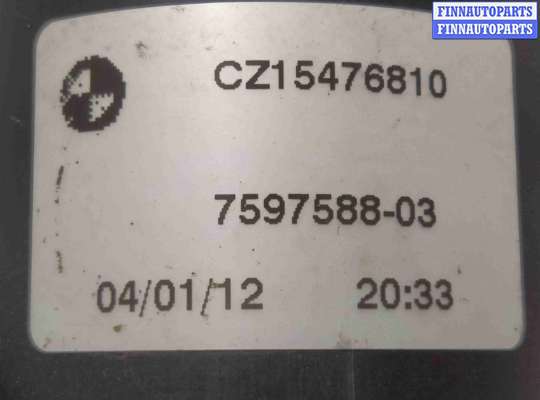 FINNAUTOPARTS
FINNAUTOPARTS
CZ15476810
7597588-03
04/01/12 20:33